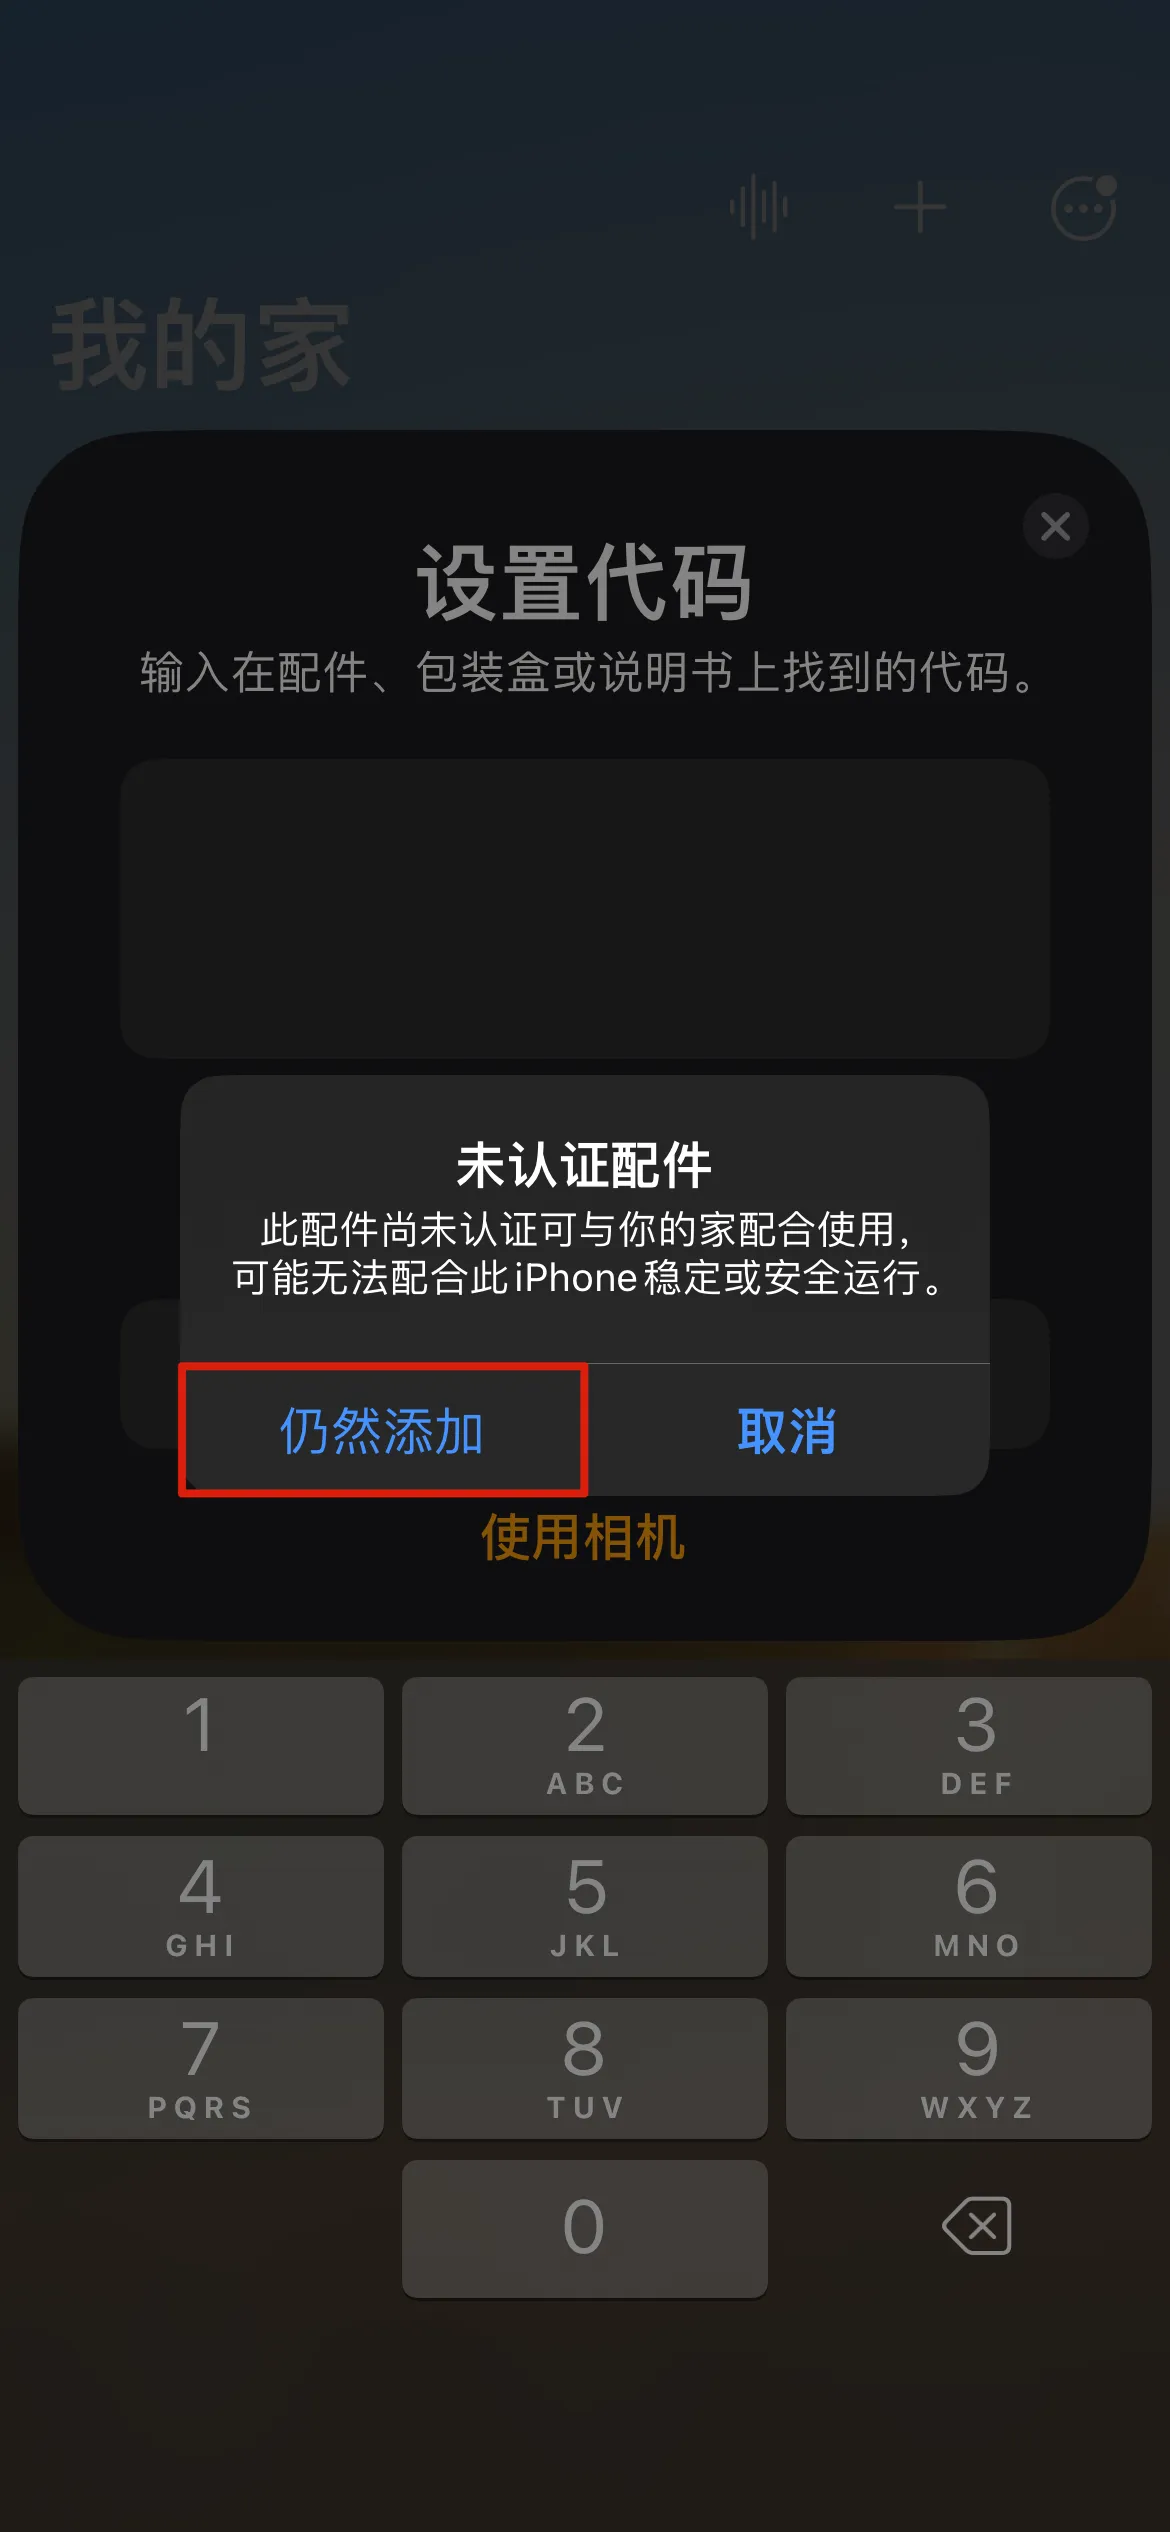 我的家
设置代码
输入在配件、包装盒或说明书上找到的代码。
未认证配件
此配件尚未认证可与你的家配合使用，
可能无法配合此iPhone稳定或安全运行。
仍然添加
取消
使用相机
1
2
ABC
3
DEF
4
GHI
5
JKL
6
MNO
7
PQRS
8
TUV
9
WXYZ
0